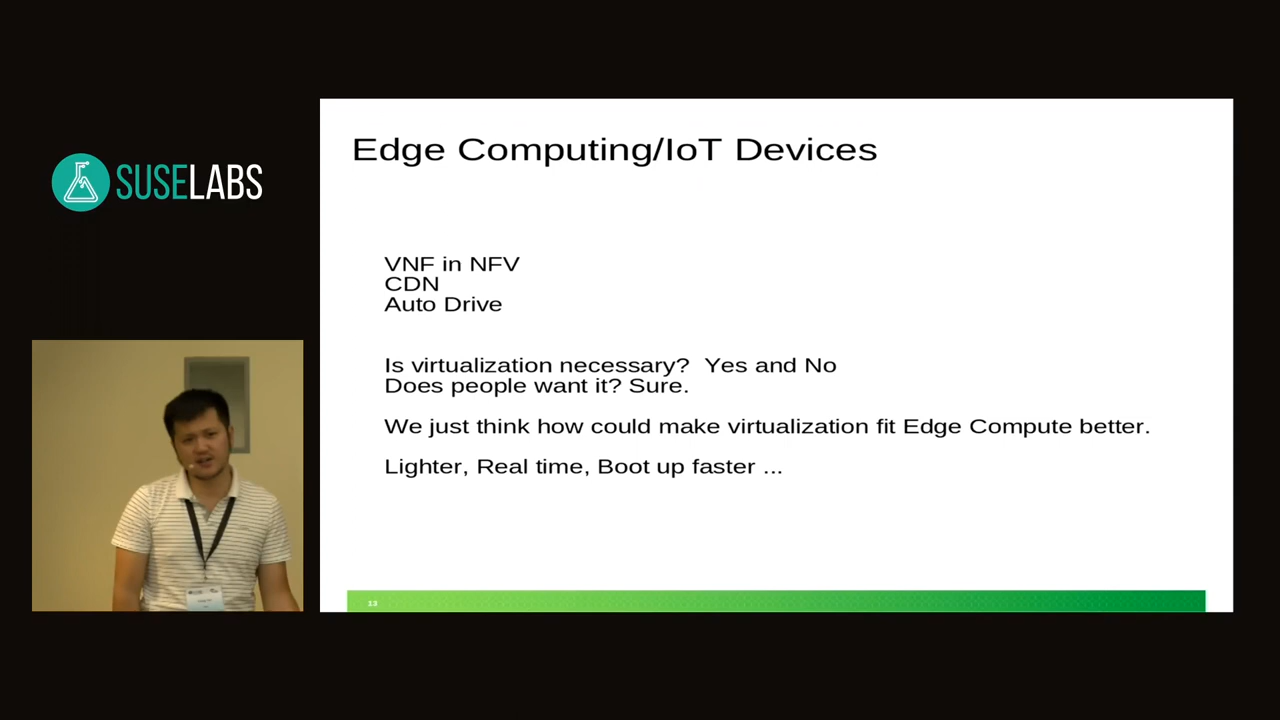 SUSELABS
Edge Computing/IoT Devices
VNF in NFV
CDN
Auto Drive
Is virtualization necessary?  Yes and No
Does people want it? Sure.
We just think how could make virtualization fit Edge Compute better.
Lighter, Real time, Boot up faster ...
13